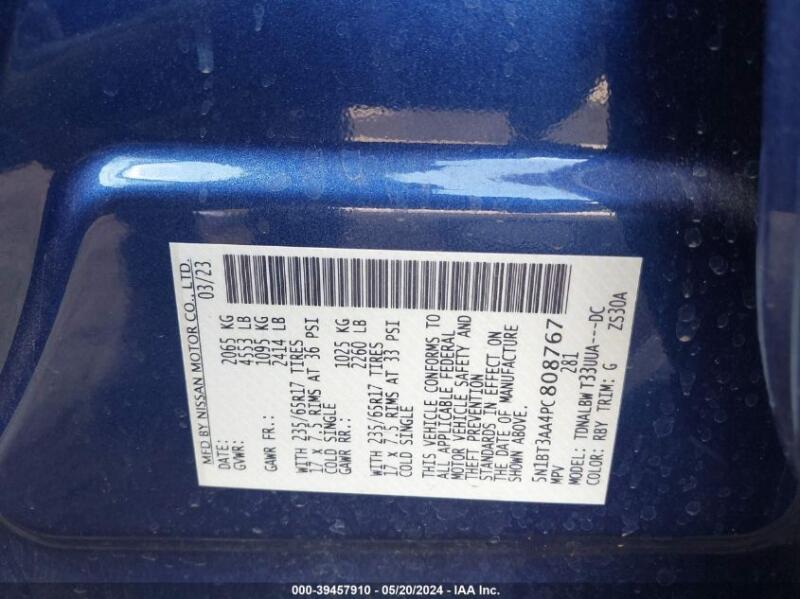 MFD BY NISSAN MOTOR CO., LTD.
DATE: 03/23
GVWR: 2065 KG
4553 LB
GAWR FR.: 1095 KG
2414 LB
WITH 235/65R17 TIRES
17 X 7.5 RIMS AT 36 PSI
COLD SINGLE
GAWR RR.: 1025 KG
2260 LB
WITH 235/65R17 TIRES
17 X 7.5 RIMS AT 33 PSI
COLD SINGLE
THIS VEHICLE CONFORMS TO
ALL APPLICABLE FEDERAL
MOTOR VEHICLE SAFETY AND
THEFT PREVENTION
STANDARDS IN EFFECT ON
THE DATE OF MANUFACTURE
SHOWN ABOVE.
5N1BT3AA4PC808767
MPV 281
TDNALBWT33UUA---DC
COLOR: RBY TRIM: G ZS30A
000-39457910 - 05/20/2024 - IAA Inc.